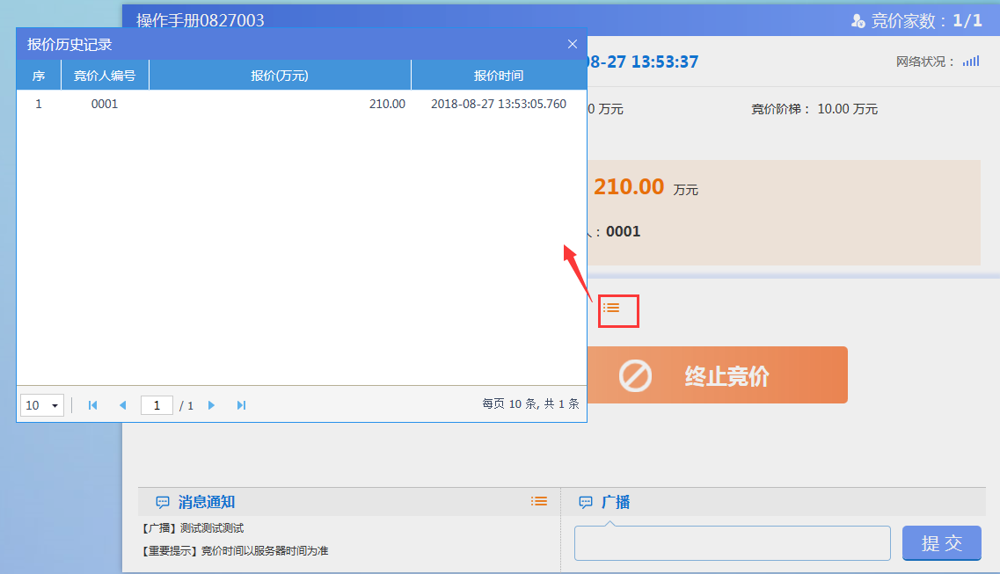 操作手册0827003
竞价家数：1/1
报价历史记录
08-27 13:53:37
网络状况：
序 竞价人编号 报价(万元) 报价时间
1 0001 210.00 2018-08-27 13:53:05.760
0 万元
竞价阶梯： 10.00 万元
210.00 万元
：0001
终止竞价
10 1 / 1 每页 10 条, 共 1 条
消息通知
广播
【广播】测试测试测试
【重要提示】竞价时间以服务器时间为准
提 交